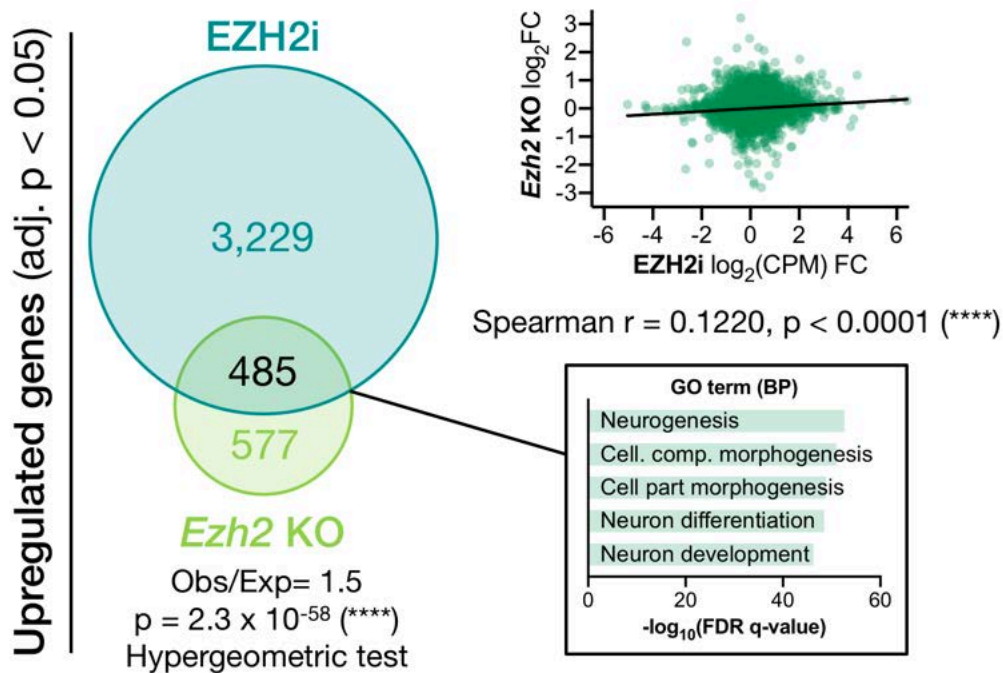 Upregulated genes (adj. p < 0.05)
EZH2i
3,229
485
577
Ezh2 KO
Obs/Exp= 1.5
p = 2.3 x 10⁻⁵⁸ (****)
Hypergeometric test
Ezh2 KO log₂FC
3
2
1
0
-1
-2
-3
-6 -4 -2 0 2 4 6
EZH2i log₂(CPM) FC
Spearman r = 0.1220, p < 0.0001 (****)
GO term (BP)
Neurogenesis
Cell. comp. morphogenesis
Cell part morphogenesis
Neuron differentiation
Neuron development
0 20 40 60
-log₁₀(FDR q-value)